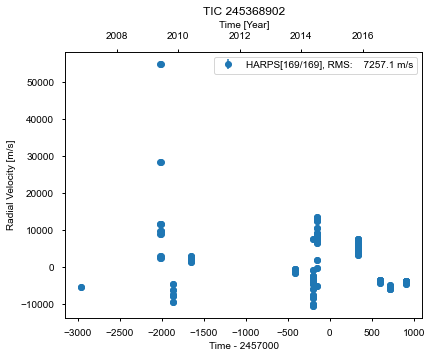 TIC 245368902
Time [Year]
2008 2010 2012 2014 2016
HARPS[169/169], RMS: 7257.1 m/s
50000
40000
30000
20000
10000
0
−10000
Radial Velocity [m/s]
−3000 −2500 −2000 −1500 −1000 −500 0 500 1000
Time - 2457000